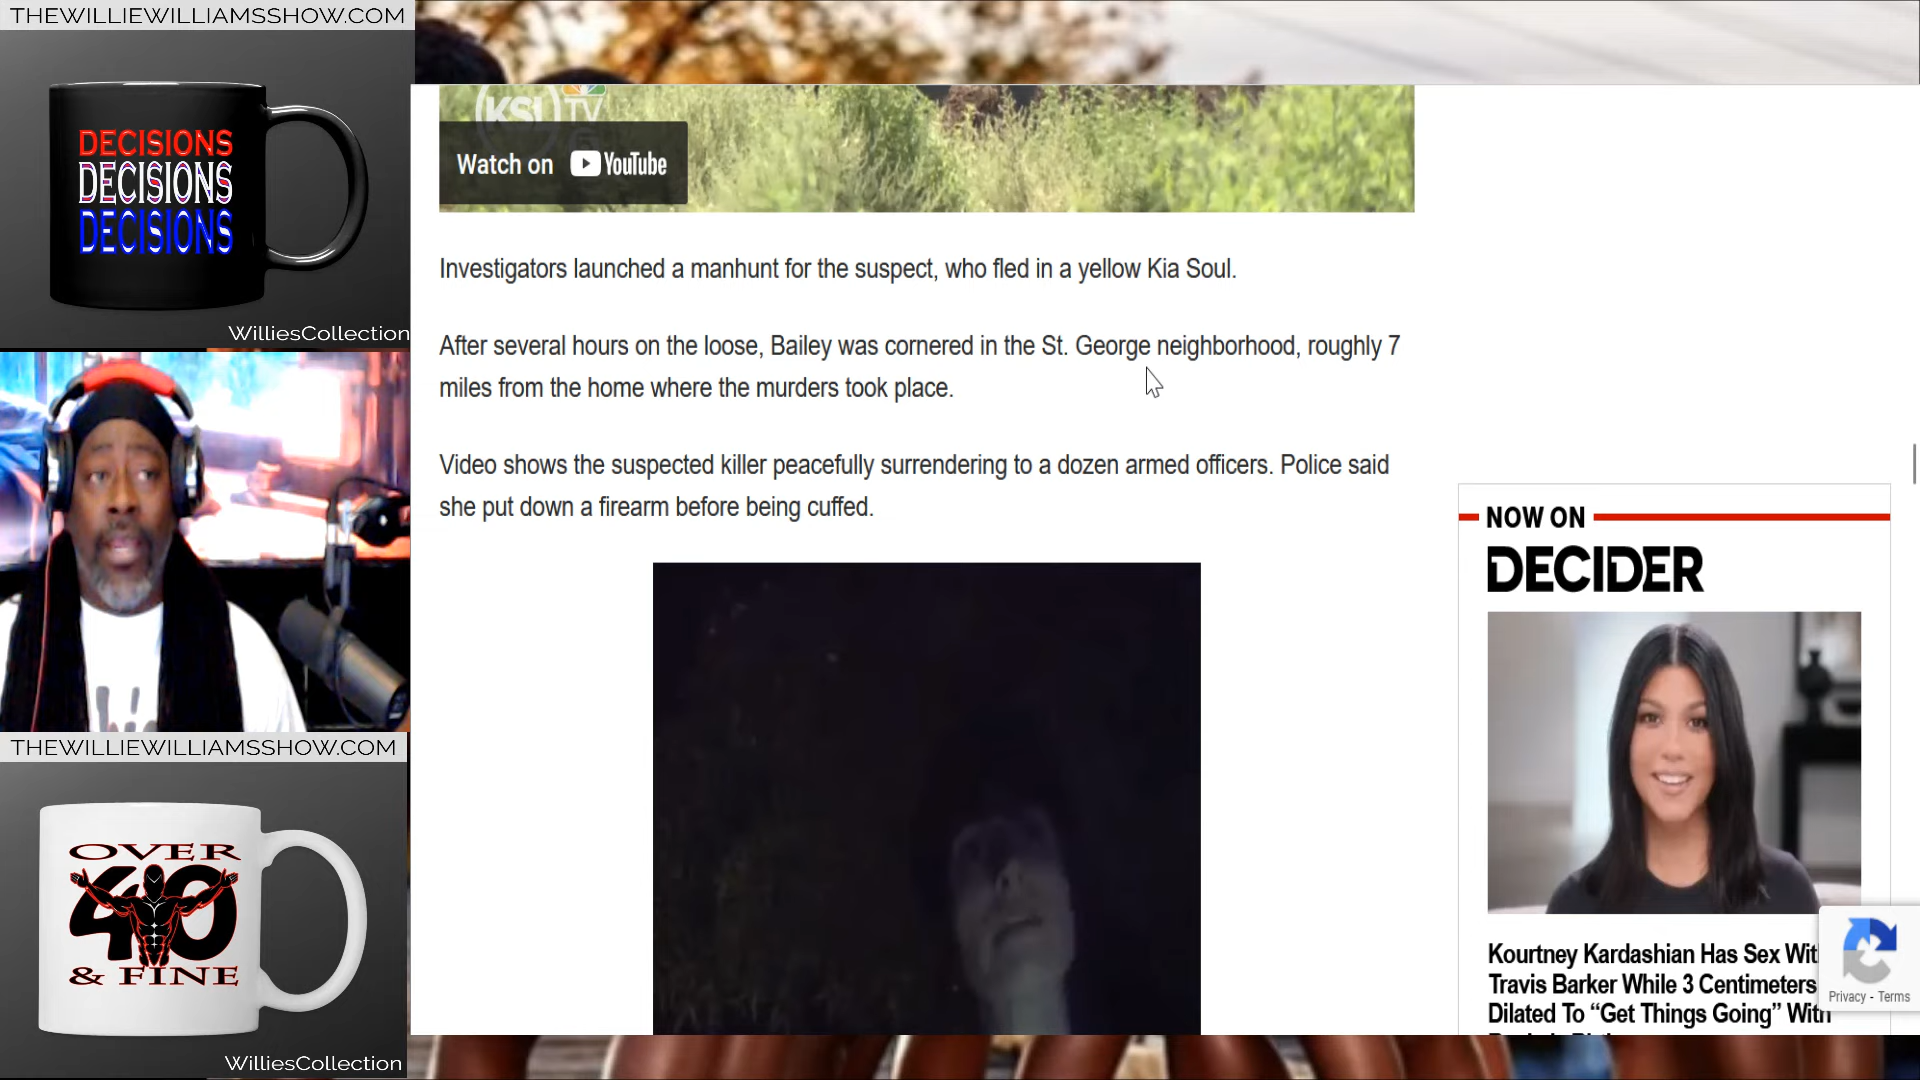 THEWILLIEWILLIAMSSHOW.COM
DECISIONS
DECISIONS
DECISIONS
WilliesCollection
THEWILLIEWILLIAMSSHOW.COM
OVER
40
& FINE
WilliesCollection
KSL TV
Watch on YouTube
Investigators launched a manhunt for the suspect, who fled in a yellow Kia Soul.
After several hours on the loose, Bailey was cornered in the St. George neighborhood, roughly 7
miles from the home where the murders took place.
Video shows the suspected killer peacefully surrendering to a dozen armed officers. Police said
she put down a firearm before being cuffed.
NOW ON
DECIDER
Kourtney Kardashian Has Sex
Travis Barker While 3 Centimeters
Dilated To “Get Things Going” With
Privacy - Terms